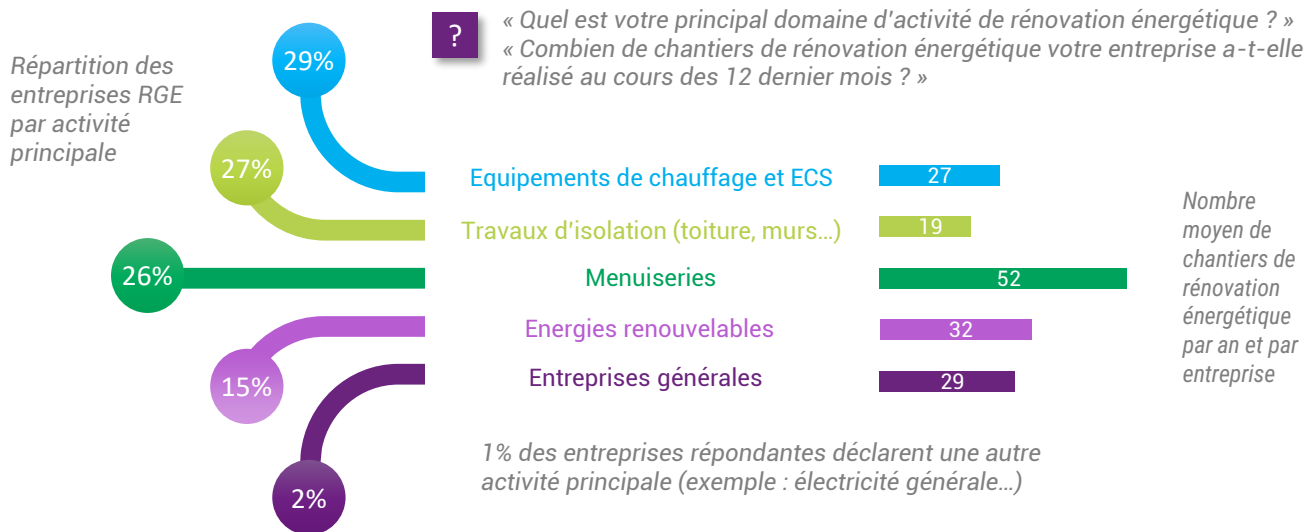 ?
« Quel est votre principal domaine d'activité de rénovation énergétique ? »
« Combien de chantiers de rénovation énergétique votre entreprise a-t-elle
réalisé au cours des 12 dernier mois ? »
Répartition des
entreprises RGE
par activité
principale
29%
27%
26%
15%
2%
Equipements de chauffage et ECS
27
Travaux d'isolation (toiture, murs…)
19
Menuiseries
52
Energies renouvelables
32
Entreprises générales
29
Nombre
moyen de
chantiers de
rénovation
énergétique
par an et par
entreprise
1% des entreprises répondantes déclarent une autre
activité principale (exemple : électricité générale…)